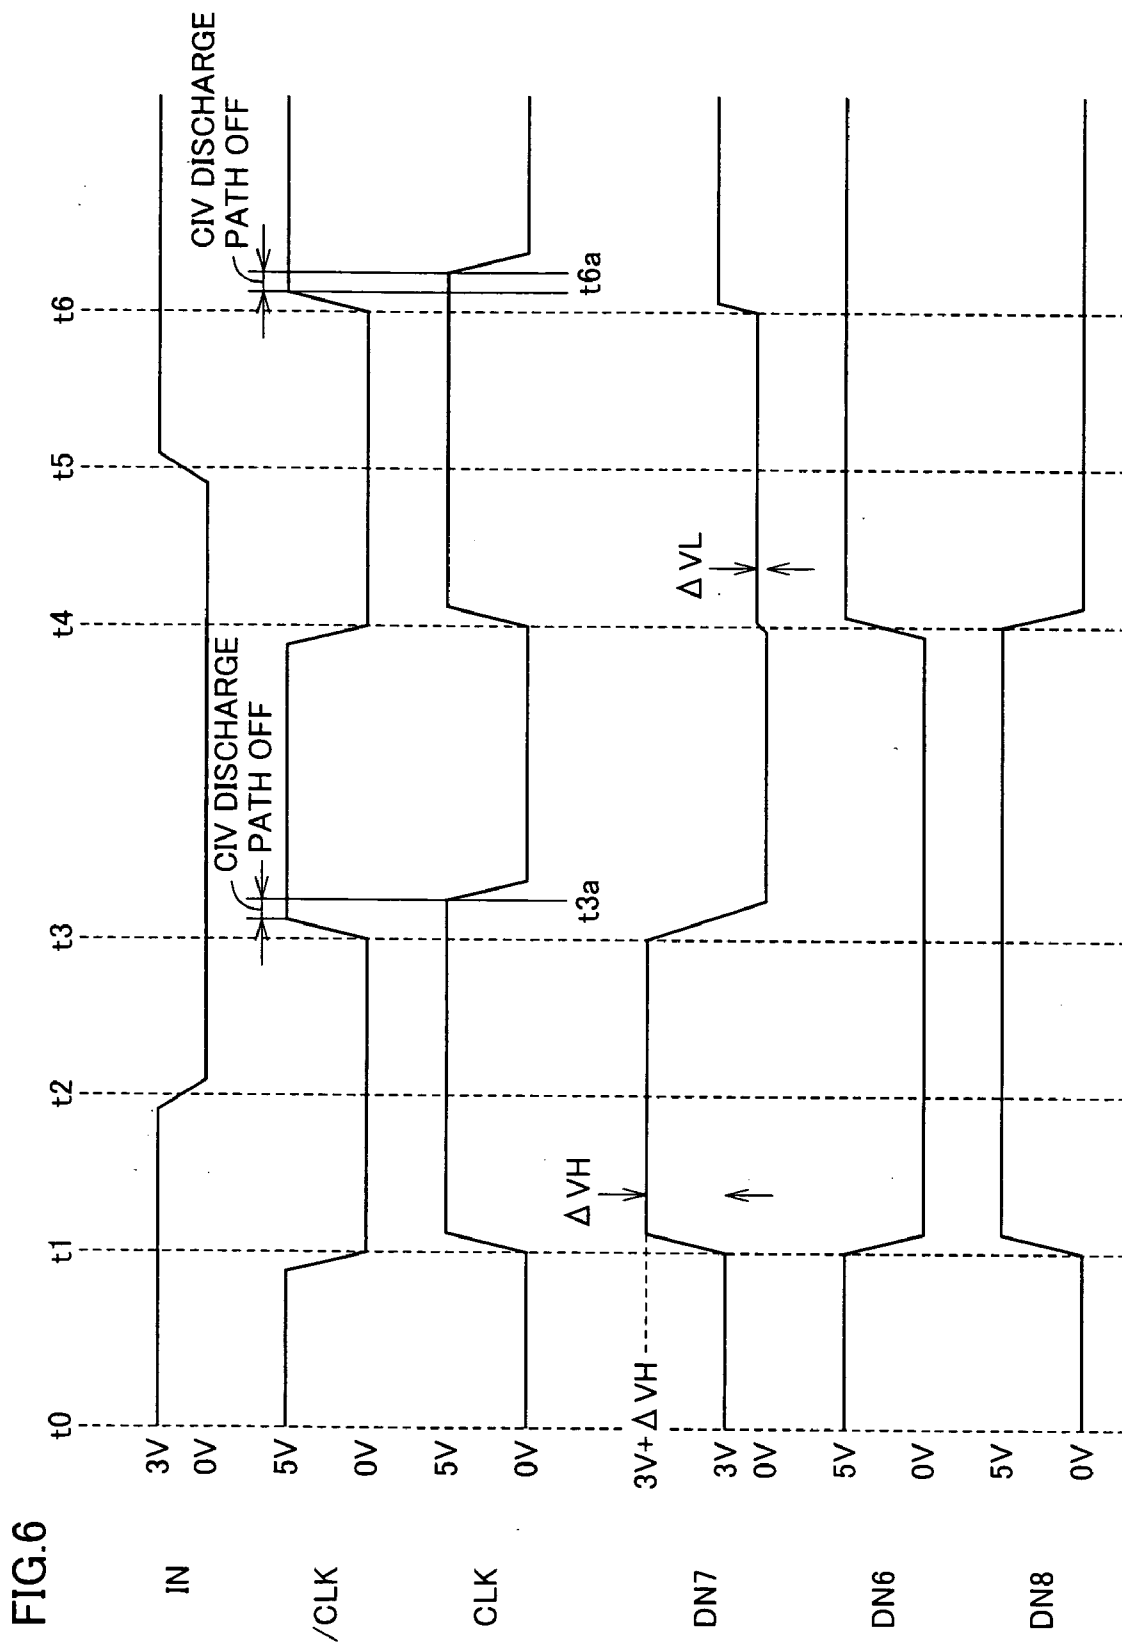 FIG.6
t0
t1
t2
t3
t4
t5
t6
IN
3V
0V
/CLK
5V
0V
CIV DISCHARGE
PATH OFF
CIV DISCHARGE
PATH OFF
CLK
5V
0V
t3a
t6a
DN7
3V+ΔVH
3V
0V
ΔVH
ΔVL
DN6
5V
0V
DN8
5V
0V